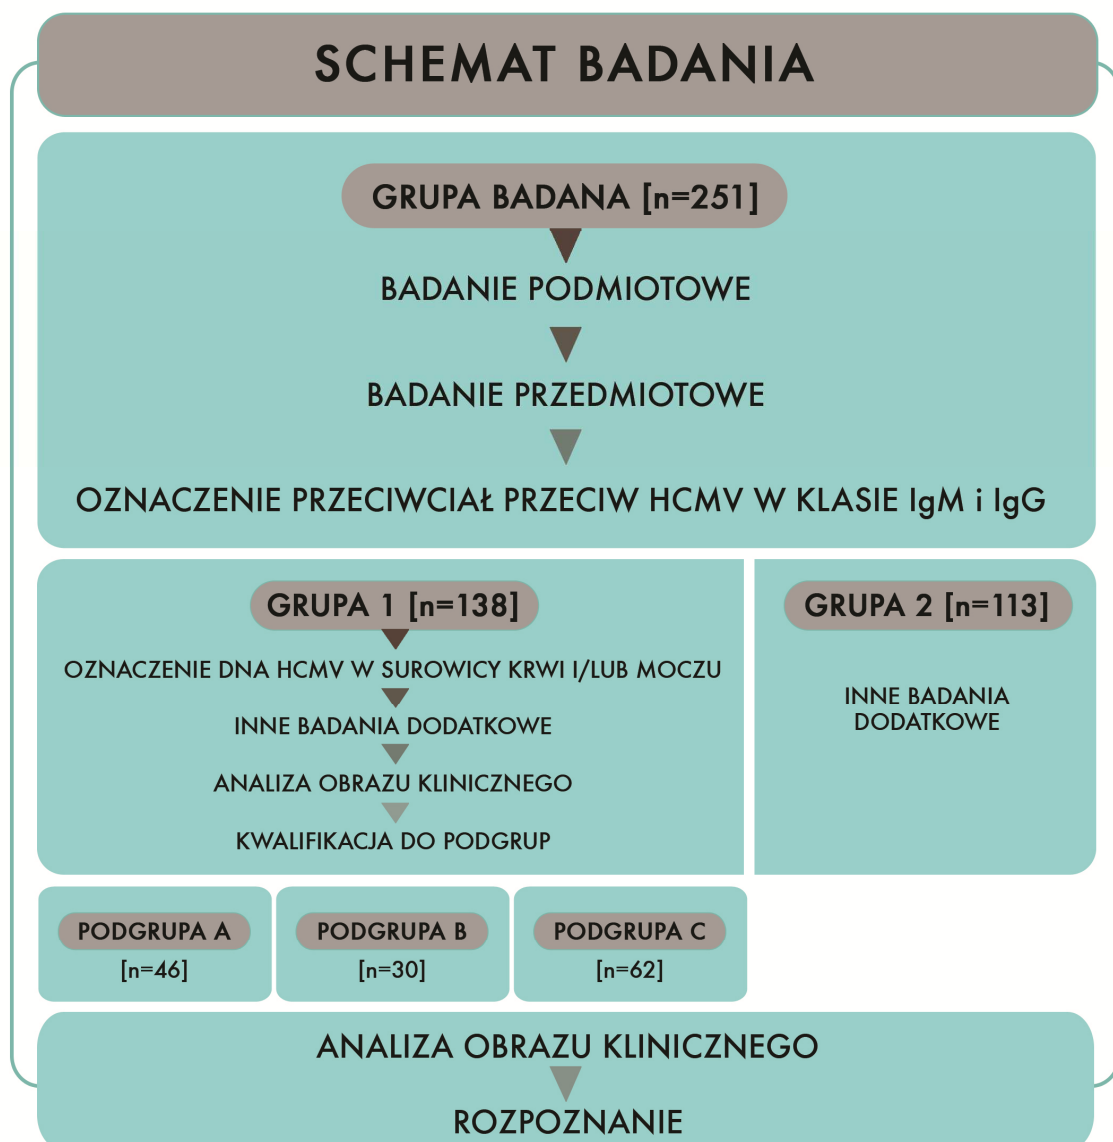 SCHEMAT BADANIA
GRUPA BADANA [n=251]
BADANIE PODMIOTOWE
BADANIE PRZEDMIOTOWE
OZNACZENIE PRZECIWCIAŁ PRZECIW HCMV W KLASIE IgM i IgG
GRUPA 1 [n=138]
OZNACZENIE DNA HCMV W SUROWICY KRWI I/LUB MOCZU
INNE BADANIA DODATKOWE
ANALIZA OBRAZU KLINICZNEGO
KWALIFIKACJA DO PODGRUP
GRUPA 2 [n=113]
INNE BADANIA
DODATKOWE
PODGRUPA A
[n=46]
PODGRUPA B
[n=30]
PODGRUPA C
[n=62]
ANALIZA OBRAZU KLINICZNEGO
ROZPOZNANIE